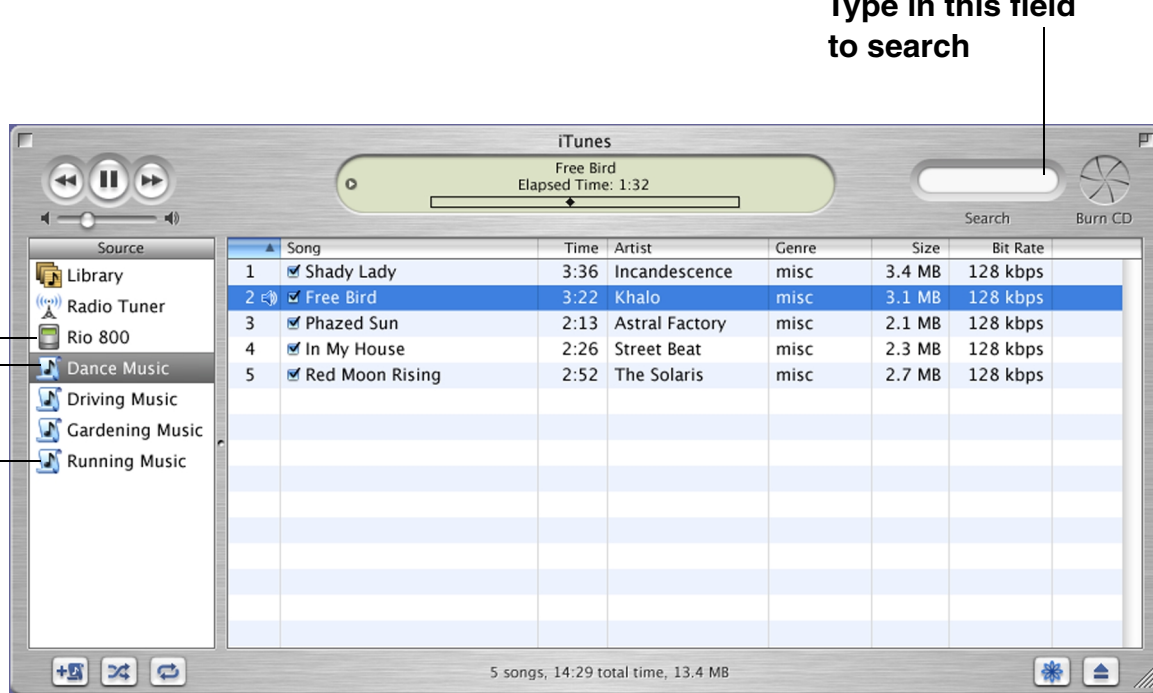 Type in this field
to search
iTunes
Free Bird
Elapsed Time: 1:32
Search
Burn CD
Source
Library
Radio Tuner
Rio 800
Dance Music
Driving Music
Gardening Music
Running Music
Song Time Artist Genre Size Bit Rate
1 Shady Lady 3:36 Incandescence misc 3.4 MB 128 kbps
2 Free Bird 3:22 Khalo misc 3.1 MB 128 kbps
3 Phazed Sun 2:13 Astral Factory misc 2.1 MB 128 kbps
4 In My House 2:26 Street Beat misc 2.3 MB 128 kbps
5 Red Moon Rising 2:52 The Solaris misc 2.7 MB 128 kbps
5 songs, 14:29 total time, 13.4 MB